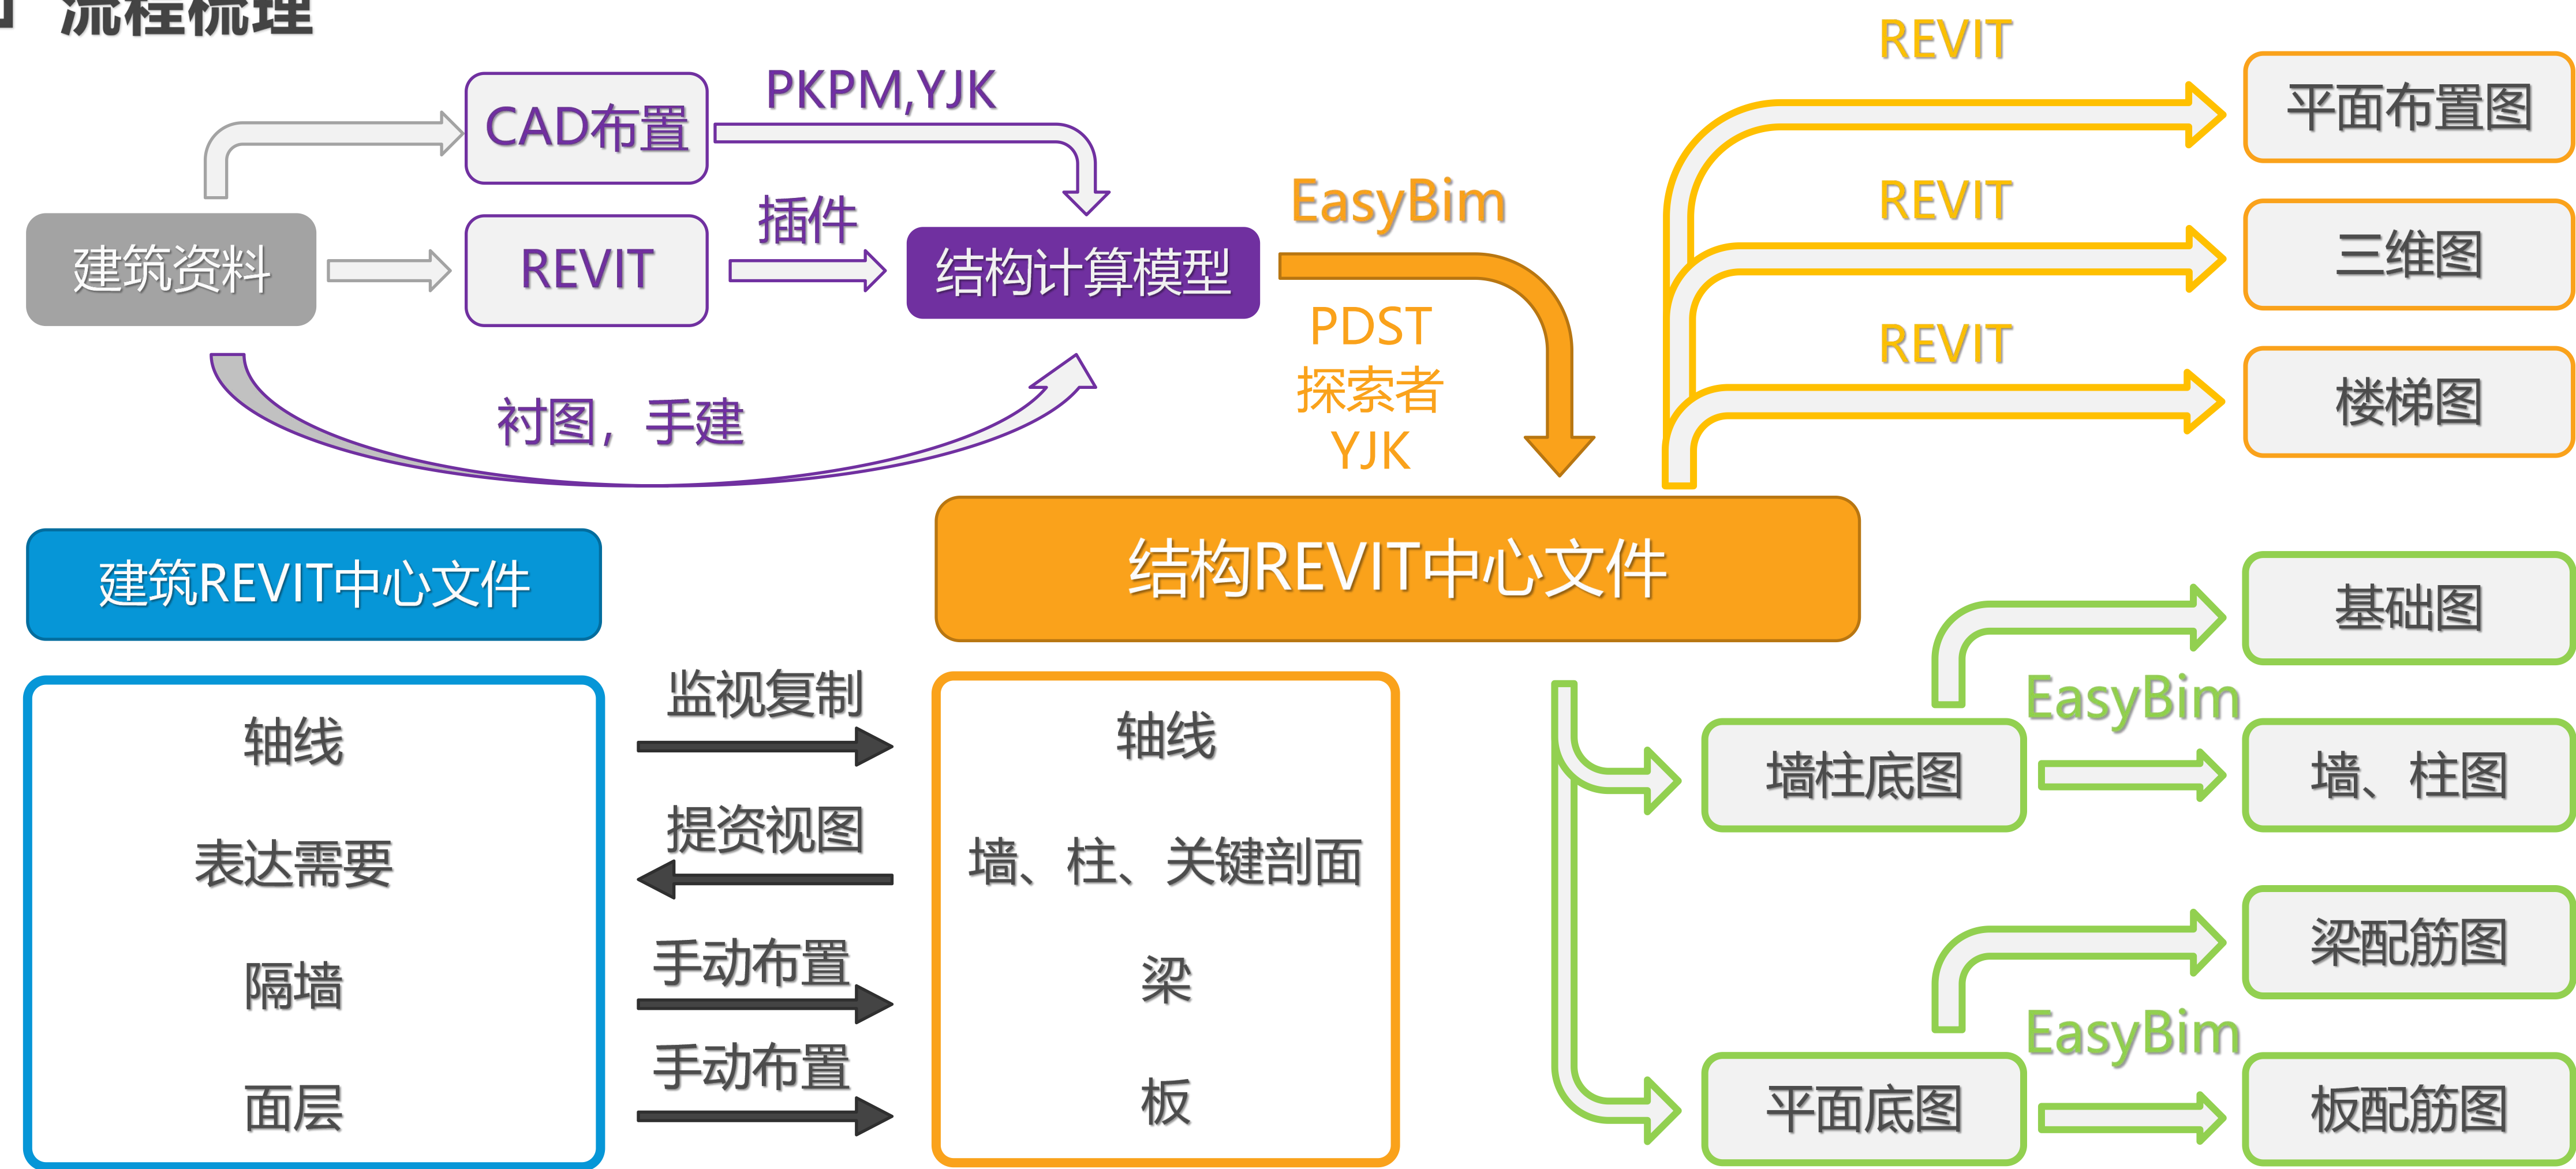 流程梳理
REVIT
PKPM,YJK
CAD布置
平面布置图
插件
EasyBim
REVIT
建筑资料
REVIT
结构计算模型
三维图
PDST
REVIT
探索者
楼梯图
衬图，手建
YJK
建筑REVIT中心文件
结构REVIT中心文件
基础图
监视复制
EasyBim
轴线
轴线
墙柱底图
墙、柱图
提资视图
表达需要
墙、柱、关键剖面
手动布置
梁配筋图
隔墙
梁
EasyBim
手动布置
面层
板
平面底图
板配筋图